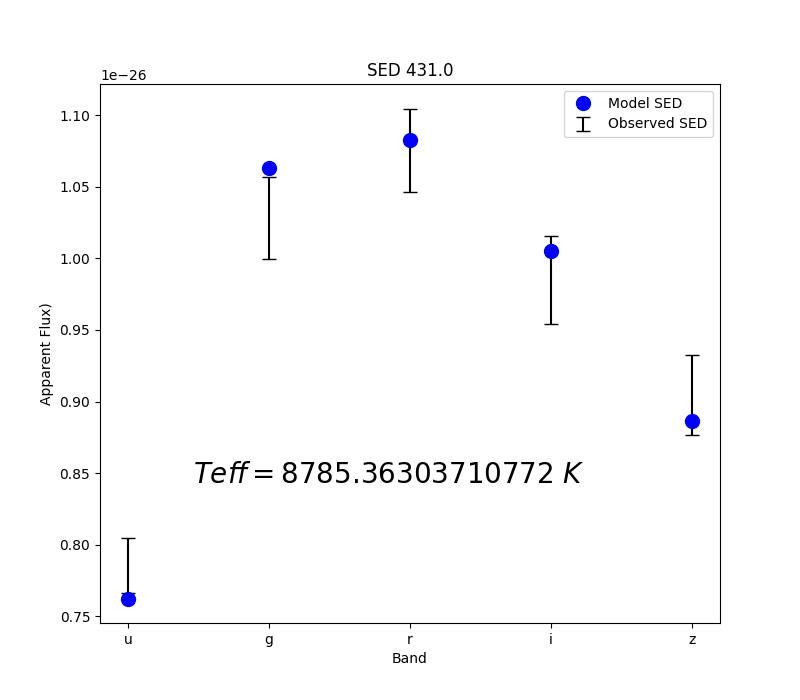 SED 431.0
1e−26
Model SED
Observed SED
1.10
1.05
1.00
0.95
0.90
0.85
0.80
0.75
Apparent Flux)
Teff = 8785.36303710772 K
u g r i z
Band